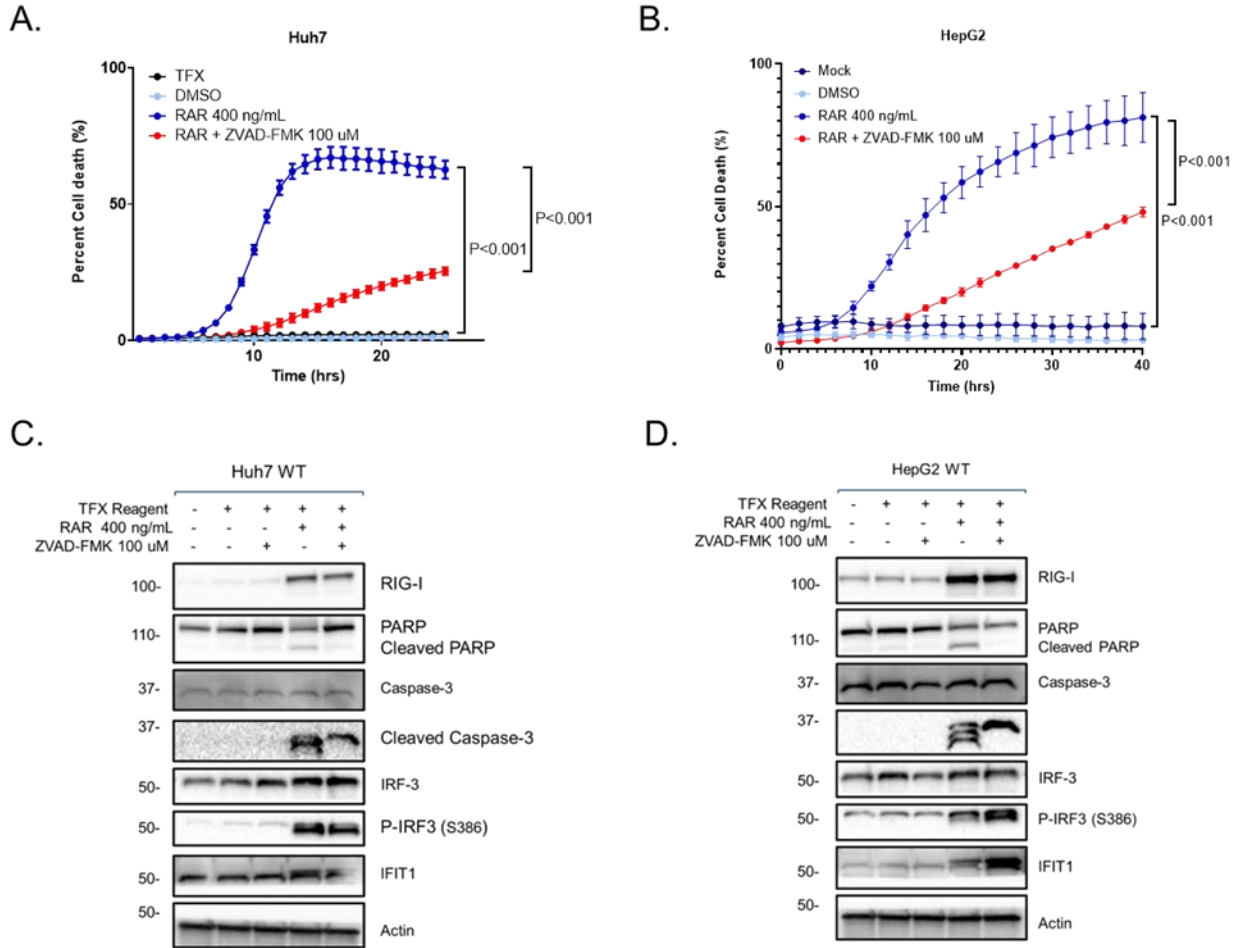 A.
Huh7
TFX
DMSO
RAR 400 ng/mL
RAR + ZVAD-FMK 100 uM
Percent Cell death (%)
100
50
0
10
20
Time (hrs)
P<0.001
P<0.001
B.
HepG2
Mock
DMSO
RAR 400 ng/mL
RAR + ZVAD-FMK 100 uM
Percent Cell Death (%)
100
50
0
0
10
20
30
40
Time (hrs)
P<0.001
P<0.001
C.
Huh7 WT
TFX Reagent - + + + +
RAR 400 ng/mL - - - + +
ZVAD-FMK 100 uM - - + - +
100- RIG-I
110- PARP
Cleaved PARP
37- Caspase-3
37- Cleaved Caspase-3
50- IRF-3
50- P-IRF3 (S386)
50- IFIT1
50- Actin
D.
HepG2 WT
TFX Reagent - + + + +
RAR 400 ng/mL - - - + +
ZVAD-FMK 100 uM - - + - +
100- RIG-I
110- PARP
Cleaved PARP
37- Caspase-3
37-
50- IRF-3
50- P-IRF3 (S386)
50- IFIT1
50- Actin